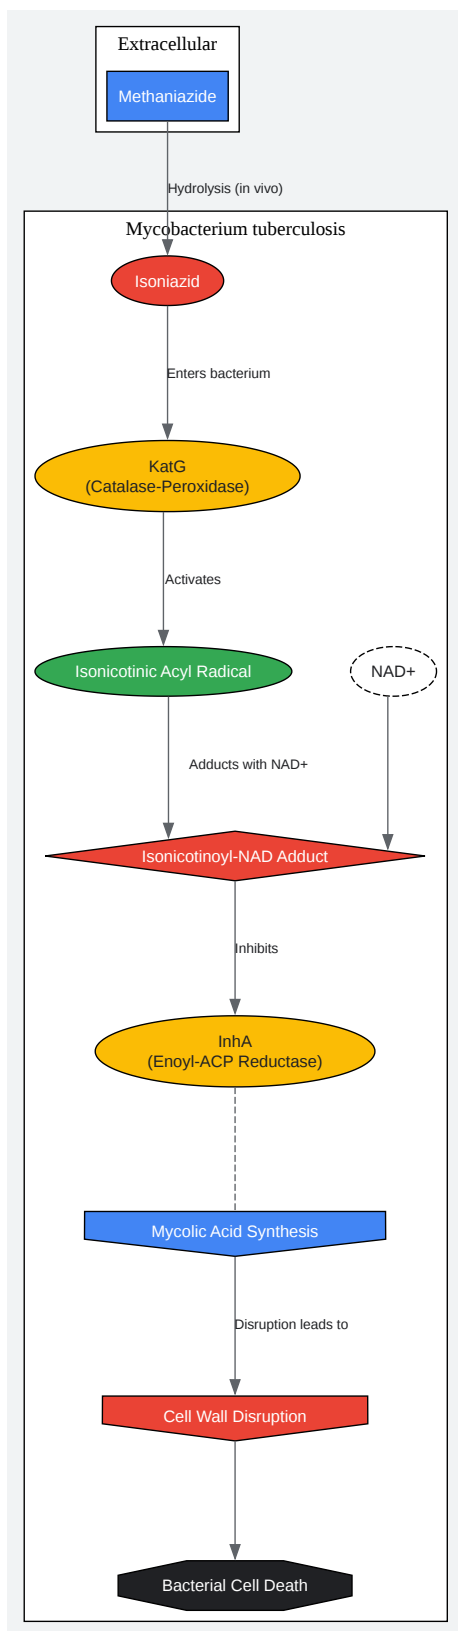 Extracellular
Methaniazide
Hydrolysis (in vivo)
Mycobacterium tuberculosis
Isoniazid
Enters bacterium
KatG
(Catalase-Peroxidase)
Activates
Isonicotinic Acyl Radical
NAD+
Adducts with NAD+
Isonicotinoyl-NAD Adduct
Inhibits
InhA
(Enoyl-ACP Reductase)
Mycolic Acid Synthesis
Disruption leads to
Cell Wall Disruption
Bacterial Cell Death